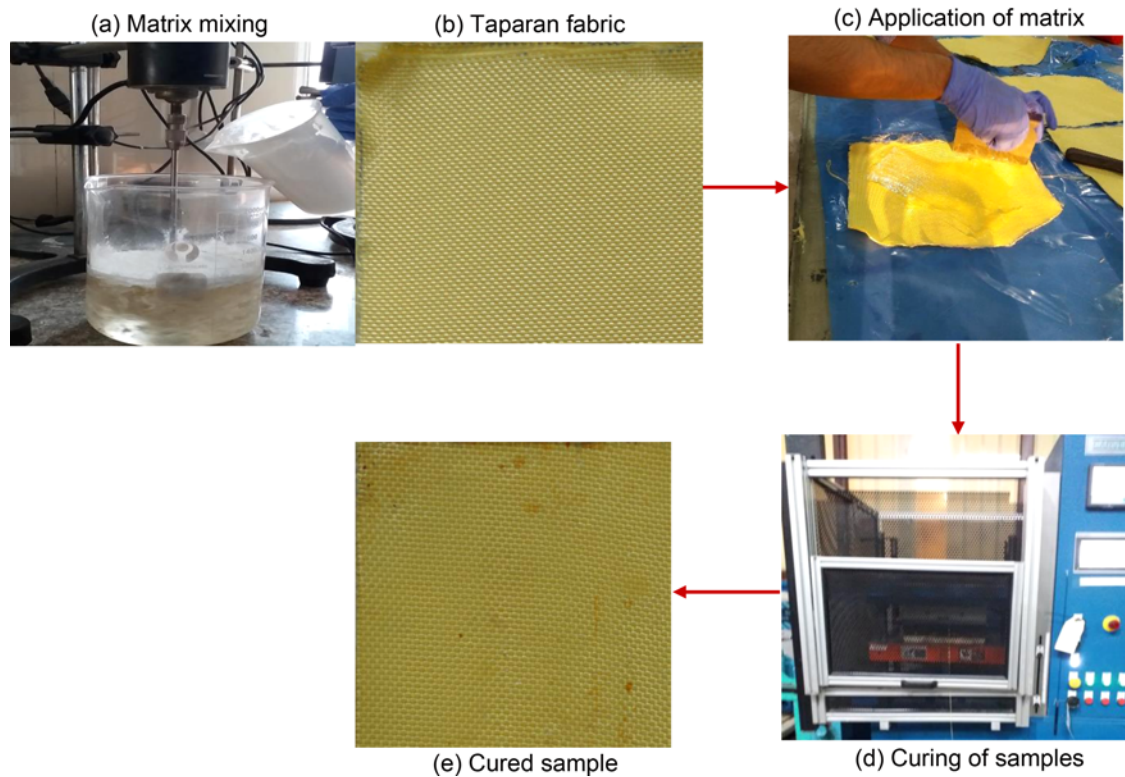 (a) Matrix mixing
(b) Taparan fabric
(c) Application of matrix
(e) Cured sample
(d) Curing of samples